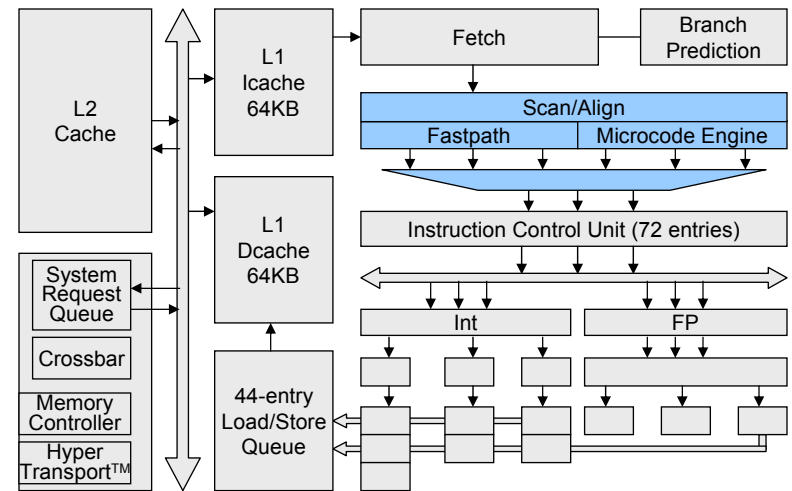 L2
Cache
L1
Icache
64KB
Fetch
Branch
Prediction
Scan/Align
Fastpath
Microcode Engine
L1
Dcache
64KB
Instruction Control Unit (72 entries)
System
Request
Queue
Crossbar
Memory
Controller
Hyper
Transport™
44-entry
Load/Store
Queue
Int
FP